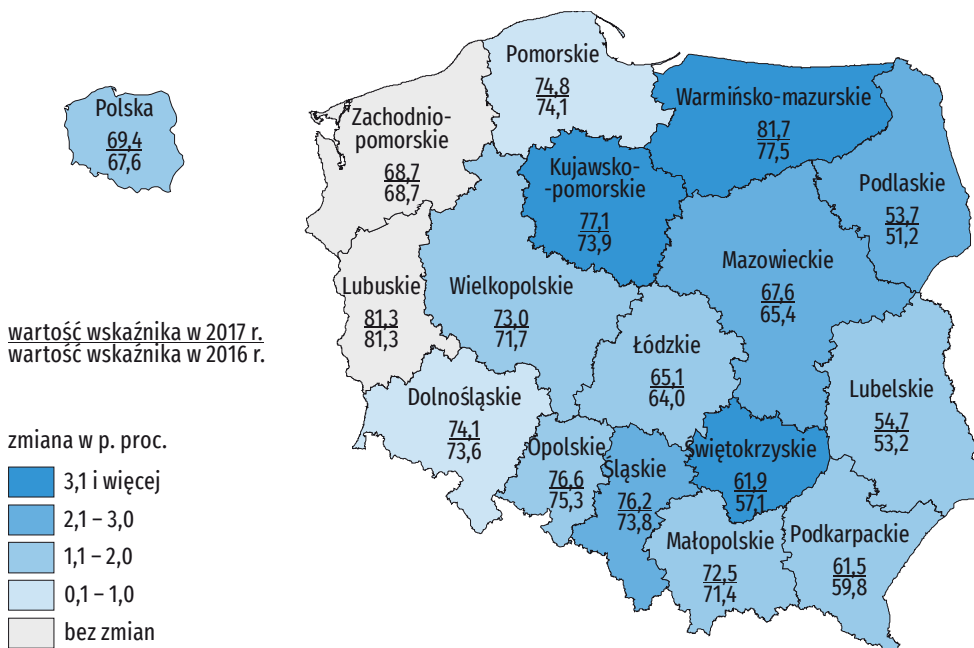 Polska
69,4
67,6
Pomorskie
74,8
74,1
Warmińsko-mazurskie
81,7
77,5
Zachodnio-
pomorskie
68,7
68,7
Kujawsko-
-pomorskie
77,1
73,9
Podlaskie
53,7
51,2
Mazowieckie
67,6
65,4
Lubuskie
81,3
81,3
Wielkopolskie
73,0
71,7
Łódzkie
65,1
64,0
Lubelskie
54,7
53,2
Dolnośląskie
74,1
73,6
Opolskie
76,6
75,3
Śląskie
76,2
73,8
Świętokrzyskie
61,9
57,1
Małopolskie
72,5
71,4
Podkarpackie
61,5
59,8
wartość wskaźnika w 2017 r.
wartość wskaźnika w 2016 r.
zmiana w p. proc.
3,1 i więcej
2,1 – 3,0
1,1 – 2,0
0,1 – 1,0
bez zmian